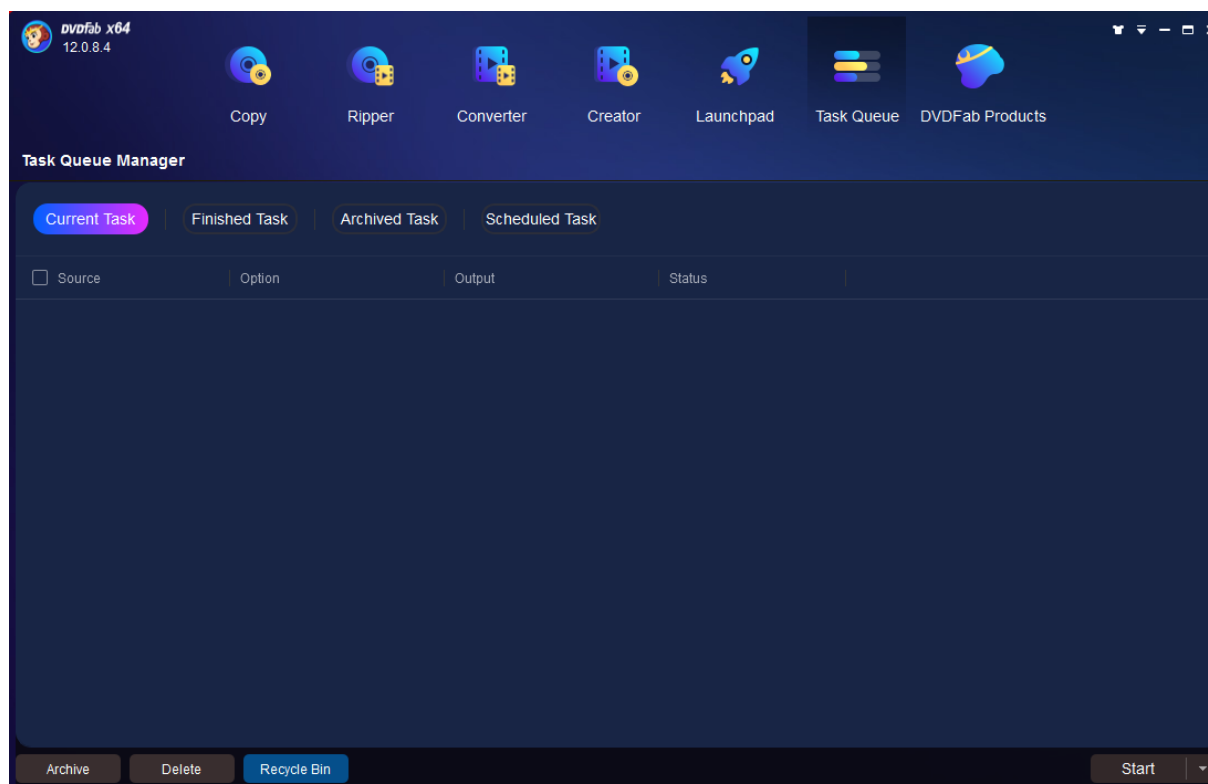 DVDFab x64
12.0.8.4
Copy
Ripper
Converter
Creator
Launchpad
Task Queue
DVDFab Products
Task Queue Manager
Current Task
Finished Task
Archived Task
Scheduled Task
Source
Option
Output
Status
Archive
Delete
Recycle Bin
Start